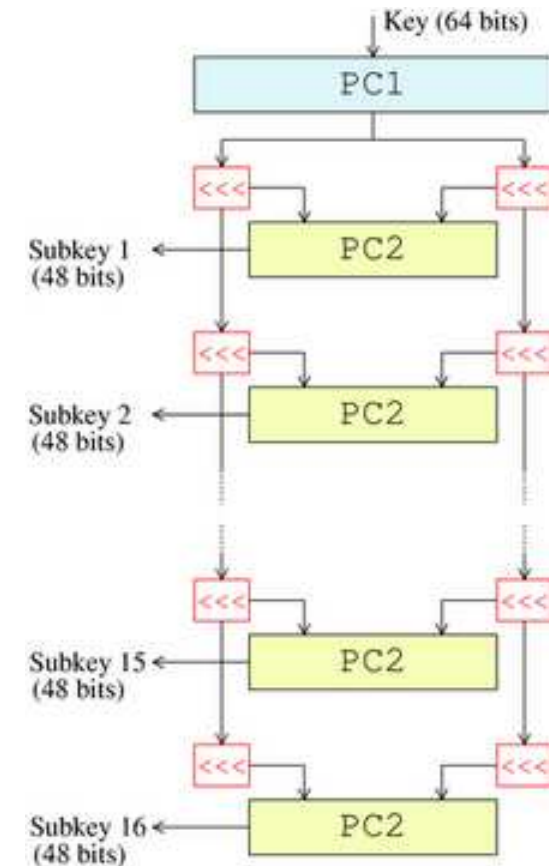 Key (64 bits)
PC1
<<< <<<
Subkey 1 PC2
(48 bits)
<<< <<<
Subkey 2 PC2
(48 bits)
<<< <<<
Subkey 15 PC2
(48 bits)
<<< <<<
Subkey 16 PC2
(48 bits)